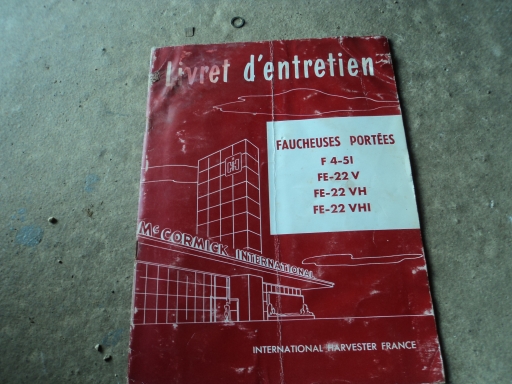 Livret d'entretien
FAUCHEUSES PORTÉES
F 4-51
FE-22 V
FE-22 VH
FE-22 VHI
McCORMICK INTERNATIONAL
INTERNATIONAL HARVESTER FRANCE